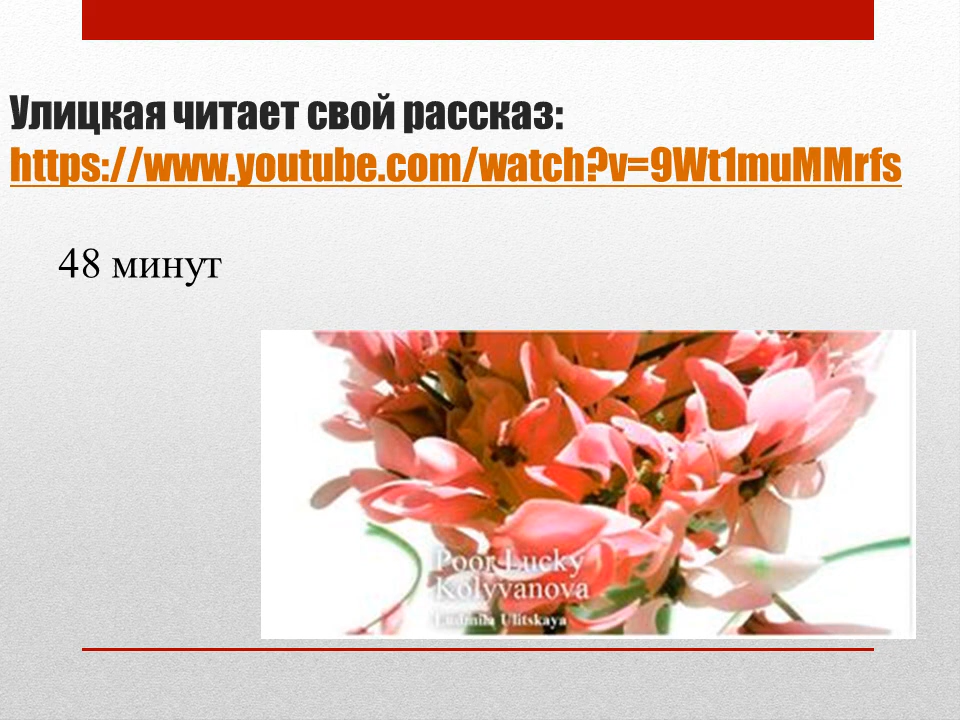 Улицкая читает свой рассказ:
https://www.youtube.com/watch?v=9Wt1muMMrfs
48 минут
Poor Lucky
Kolyvanova
Ludmila Ulitskaya